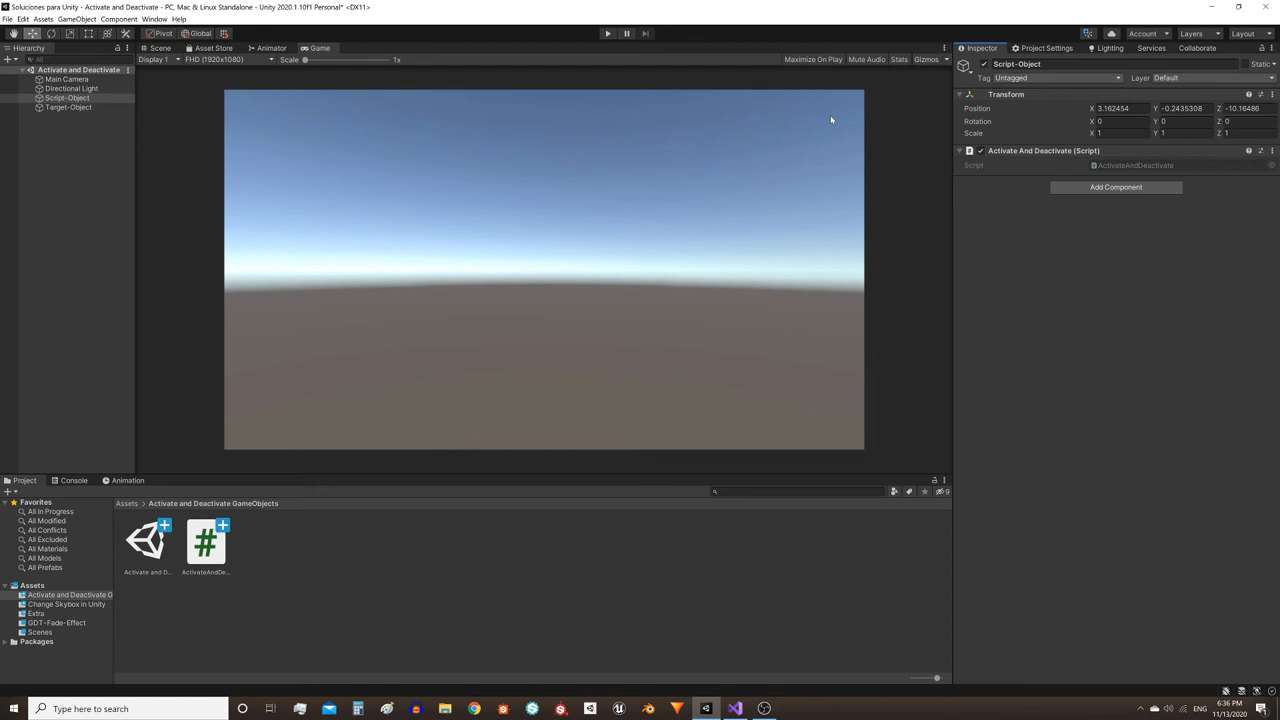 Soluciones para Unity - Activate and Deactivate - PC, Mac & Linux Standalone - Unity 2020.1.10f1 Personal* <DX11>
File Edit Assets GameObject Component Window Help
Pivot Global Account Layers Layout
Hierarchy Scene Asset Store Animator Game Inspector Project Settings Lighting Services Collaborate
All Display 1 FHD (1920x1080) Scale 1x Maximize On Play Mute Audio Stats Gizmos
Script-Object Static
Activate and Deactivate
Main Camera
Directional Light
Script-Object
Target-Object
Tag Untagged Layer Default
Transform
Position X 3.162454 Y -0.2435308 Z -10.16486
Rotation X 0 Y 0 Z 0
Scale X 1 Y 1 Z 1
Activate And Deactivate (Script)
Script ActivateAndDeactivate
Add Component
Project Console Animation
9
Favorites
All In Progress
All Modified
All Conflicts
All Excluded
All Materials
All Models
All Prefabs
Assets
Activate and Deactivate G
Change Skybox in Unity
Extra
GDT-Fade-Effect
Scenes
Packages
Assets > Activate and Deactivate GameObjects
Activate and D... ActivateAndDe...
Type here to search
ENG
6:36 PM
11/13/2020